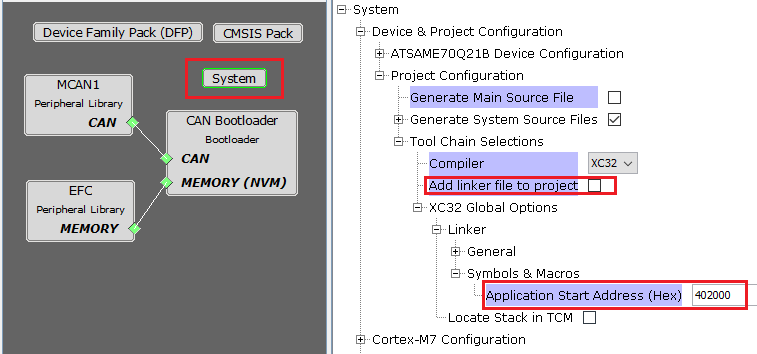 Device Family Pack (DFP)
CMSIS Pack
System
MCAN1
Peripheral Library
CAN
CAN Bootloader
Bootloader
CAN
MEMORY (NVM)
EFC
Peripheral Library
MEMORY
System
Device & Project Configuration
ATSAME70Q21B Device Configuration
Project Configuration
Generate Main Source File
Generate System Source Files
Tool Chain Selections
Compiler XC32
Add linker file to project
XC32 Global Options
Linker
General
Symbols & Macros
Application Start Address (Hex) 402000
Locate Stack in TCM
Cortex-M7 Configuration